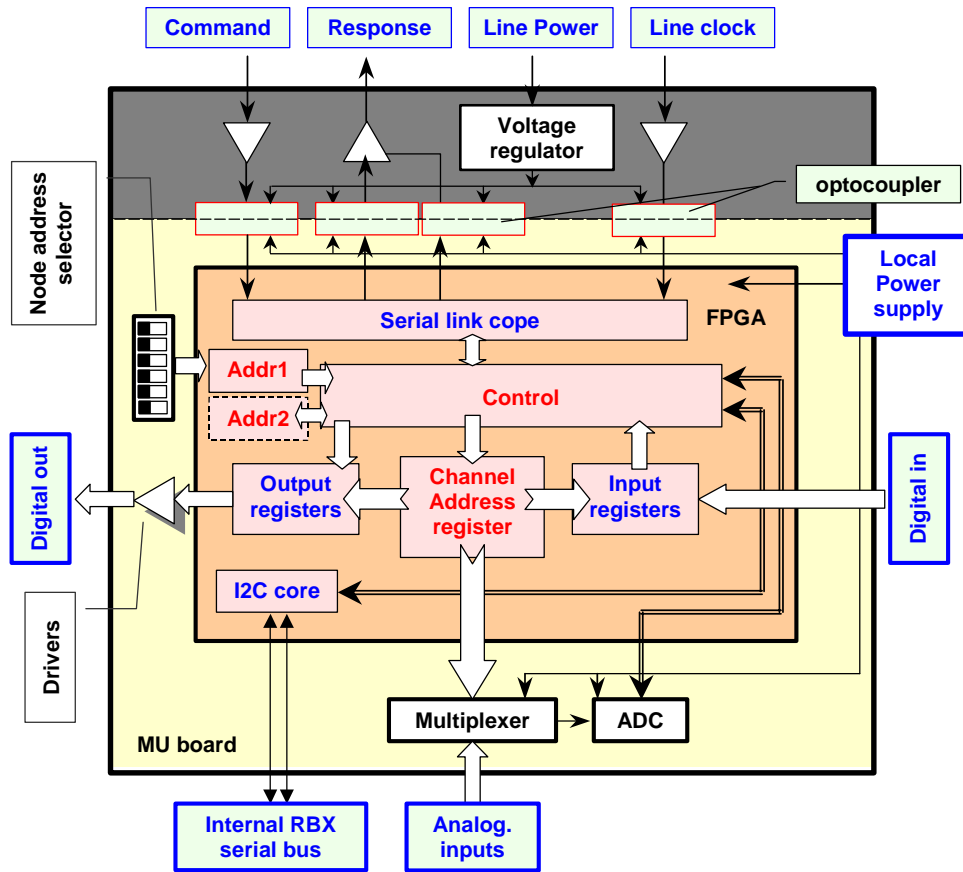 Command
Response
Line Power
Line clock
Voltage
regulator
optocoupler
Node address
selector
Local
Power
supply
FPGA
Serial link cope
Addr1
Control
Addr2
Digital out
Output
registers
Channel
Address
register
Input
registers
Digital in
I2C core
Drivers
Multiplexer
ADC
MU board
Internal RBX
serial bus
Analog.
inputs